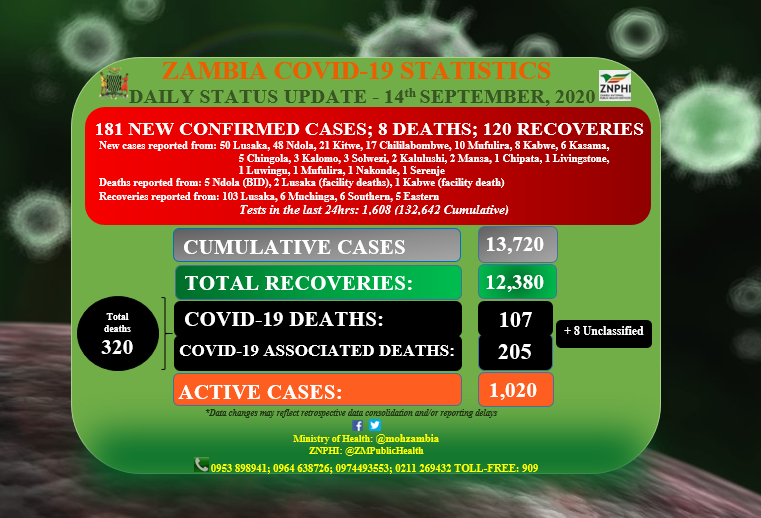 ZAMBIA COVID-19 STATISTICS
DAILY STATUS UPDATE - 14th SEPTEMBER, 2020
ZNPHI
181 NEW CONFIRMED CASES; 8 DEATHS; 120 RECOVERIES
New cases reported from: 50 Lusaka, 48 Ndola, 21 Kitwe, 17 Chililabombwe, 10 Mufulira, 8 Kabwe, 6 Kasama,
5 Chingola, 3 Kalomo, 3 Solwezi, 2 Kalulushi, 2 Mansa, 1 Chipata, 1 Livingstone,
1 Luwingu, 1 Mufulira, 1 Nakonde, 1 Serenje
Deaths reported from: 5 Ndola (BID), 2 Lusaka (facility deaths), 1 Kabwe (facility death)
Recoveries reported from: 103 Lusaka, 6 Muchinga, 6 Southern, 5 Eastern
Tests in the last 24hrs: 1,608 (132,642 Cumulative)
CUMULATIVE CASES 13,720
TOTAL RECOVERIES: 12,380
Total
deaths
320
COVID-19 DEATHS: 107
COVID-19 ASSOCIATED DEATHS: 205
+ 8 Unclassified
ACTIVE CASES: 1,020
*Data changes may reflect retrospective data consolidation and/or reporting delays
Ministry of Health: @mohzambia
ZNPHI: @ZMPublicHealth
0953 898941; 0964 638726; 0974493553; 0211 269432 TOLL-FREE: 909